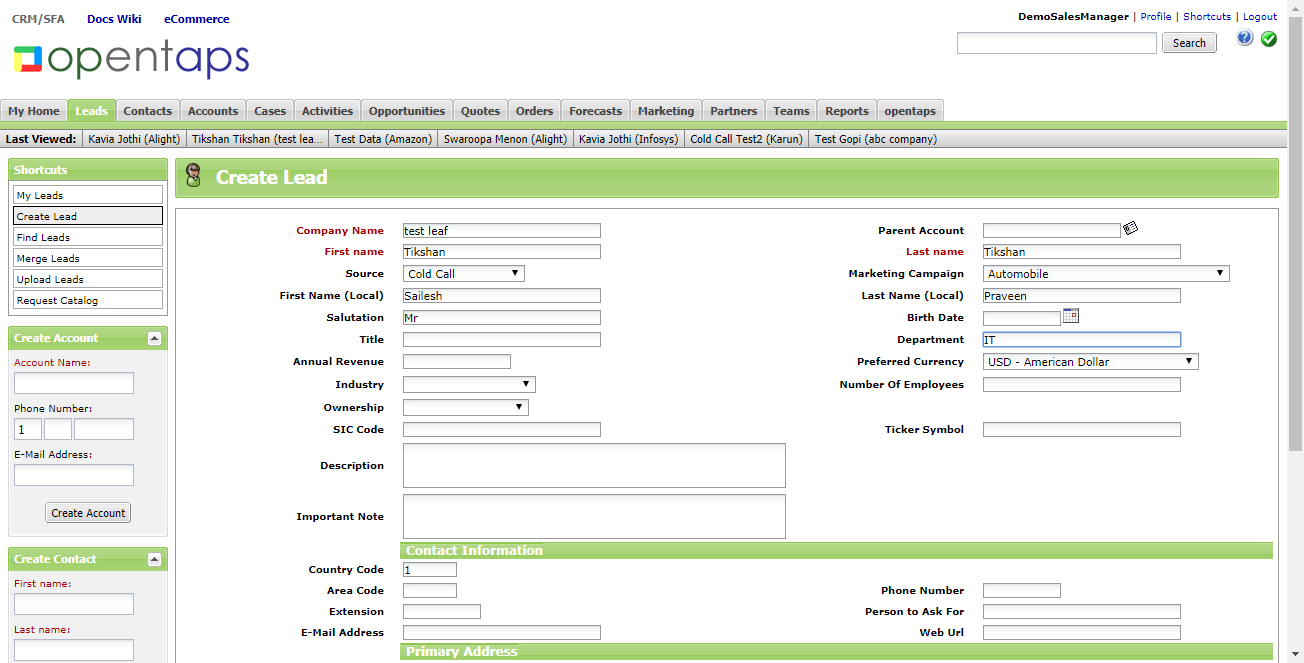 CRM/SFA Docs Wiki eCommerce
DemoSalesManager | Profile | Shortcuts | Logout
opentaps
Search
My Home Leads Contacts Accounts Cases Activities Opportunities Quotes Orders Forecasts Marketing Partners Teams Reports opentaps
Last Viewed: Kavia Jothi (Alight) Tikshan Tikshan (test lea... Test Data (Amazon) Swaroopa Menon (Alight) Kavia Jothi (Infosys) Cold Call Test2 (Karun) Test Gopi (abc company)
Shortcuts
My Leads
Create Lead
Find Leads
Merge Leads
Upload Leads
Request Catalog
Create Account
Account Name:
Phone Number:
1
E-Mail Address:
Create Account
Create Contact
First name:
Last name:
Create Lead
Company Name test leaf Parent Account
First name Tikshan Last name Tikshan
Source Cold Call Marketing Campaign Automobile
First Name (Local) Sailesh Last Name (Local) Praveen
Salutation Mr Birth Date
Title Department IT
Annual Revenue Preferred Currency USD - American Dollar
Industry Number Of Employees
Ownership
SIC Code Ticker Symbol
Description
Important Note
Contact Information
Country Code 1
Area Code Phone Number
Extension Person to Ask For
E-Mail Address Web Url
Primary Address